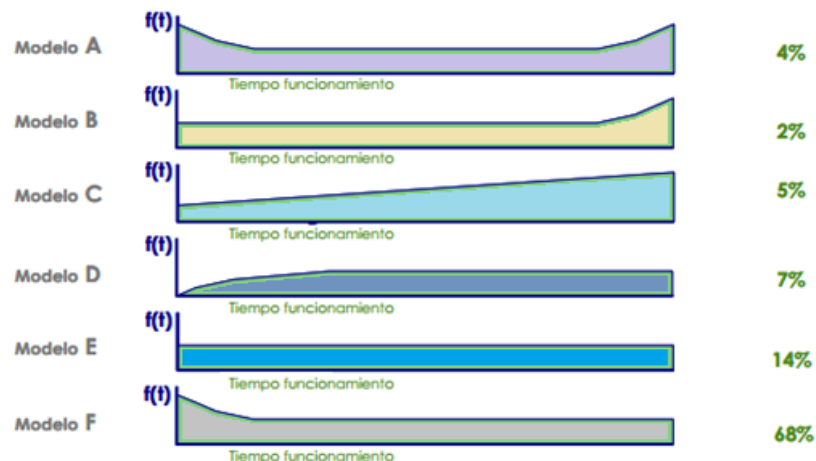 f(t)
Modelo A
4%
Tiempo funcionamiento
f(t)
Modelo B
2%
Tiempo funcionamiento
f(t)
Modelo C
5%
Tiempo funcionamiento
f(t)
Modelo D
7%
Tiempo funcionamiento
f(t)
Modelo E
14%
Tiempo funcionamiento
f(t)
Modelo F
68%
Tiempo funcionamiento